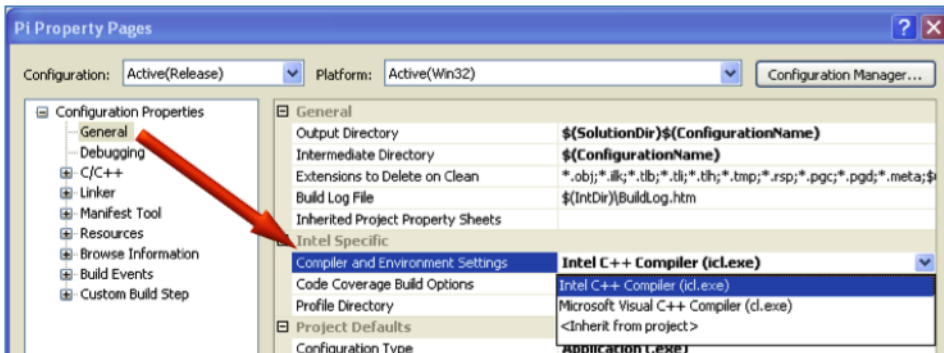 Pi Property Pages
Configuration: Active(Release) Platform: Active(Win32) Configuration Manager...
Configuration Properties
General
Debugging
C/C++
Linker
Manifest Tool
Resources
Browse Information
Build Events
Custom Build Step
General
Output Directory $(SolutionDir)$(ConfigurationName)
Intermediate Directory $(ConfigurationName)
Extensions to Delete on Clean *.obj;*.ilk;*.tlb;*.tli;*.tlh;*.tmp;*.rsp;*.pgc;*.pgd;*.meta;
Build Log File $(IntDir)\BuildLog.htm
Inherited Project Property Sheets
Intel Specific
Compiler and Environment Settings Intel C++ Compiler (icl.exe)
Code Coverage Build Options
Profile Directory
Intel C++ Compiler (icl.exe)
Microsoft Visual C++ Compiler (cl.exe)
<Inherit from project>
Project Defaults
Configuration Type Application (.exe)